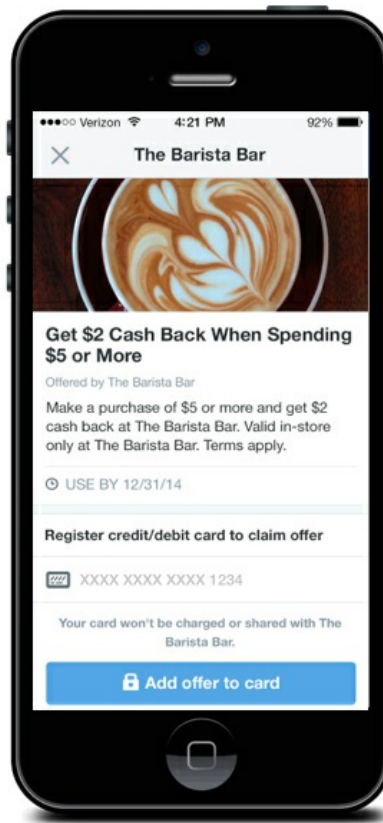 ●●●○○ Verizon 4:21 PM 92%
The Barista Bar
Get $2 Cash Back When Spending
$5 or More
Offered by The Barista Bar
Make a purchase of $5 or more and get $2
cash back at The Barista Bar. Valid in-store
only at The Barista Bar. Terms apply.
USE BY 12/31/14
Register credit/debit card to claim offer
XXXX XXXX XXXX 1234
Your card won't be charged or shared with The
Barista Bar.
Add offer to card